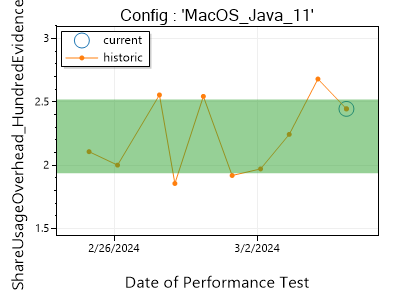 Config : 'MacOS_Java_11'
current
historic
3
2.5
2
1.5
ShareUsageOverhead_HundredEvidence
2/26/2024
3/2/2024
Date of Performance Test